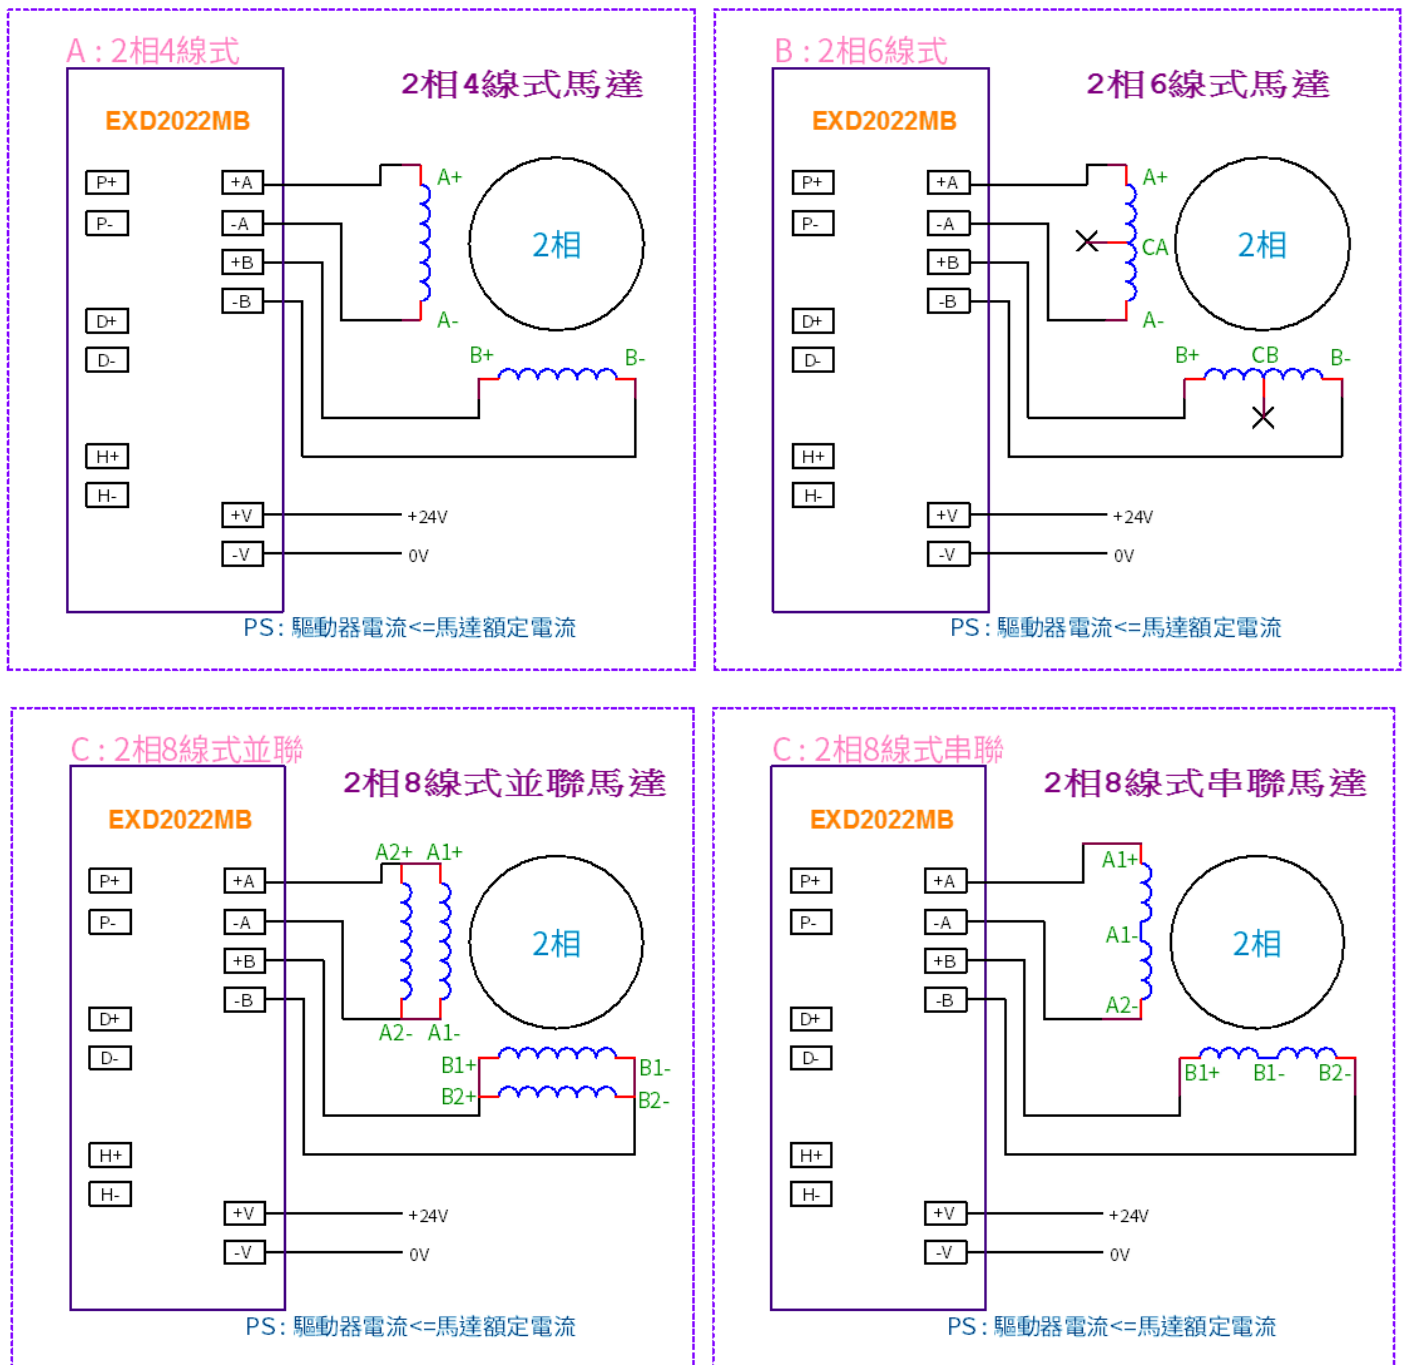 A : 2相4線式
2相4線式馬達
EXD2022MB
P+
+A
A+
P-
-A
+B
2相
-B
D+
A-
D-
B+
B-
H+
H-
+V
+24V
-V
0V
PS : 驅動器電流<=馬達額定電流
B : 2相6線式
2相6線式馬達
EXD2022MB
P+
+A
A+
P-
-A
CA
+B
2相
-B
D+
A-
D-
B+
CB
B-
H+
H-
+V
+24V
-V
0V
PS : 驅動器電流<=馬達額定電流
C : 2相8線式並聯
2相8線式並聯馬達
EXD2022MB
A2+
A1+
P+
+A
P-
-A
+B
2相
-B
D+
A2-
A1-
D-
B1+
B1-
B2+
B2-
H+
H-
+V
+24V
-V
0V
PS : 驅動器電流<=馬達額定電流
C : 2相8線式串聯
2相8線式串聯馬達
EXD2022MB
A1+
P+
+A
P-
-A
A1-
+B
2相
-B
A2-
D+
D-
B1+
B1-
B2-
H+
H-
+V
+24V
-V
0V
PS : 驅動器電流<=馬達額定電流